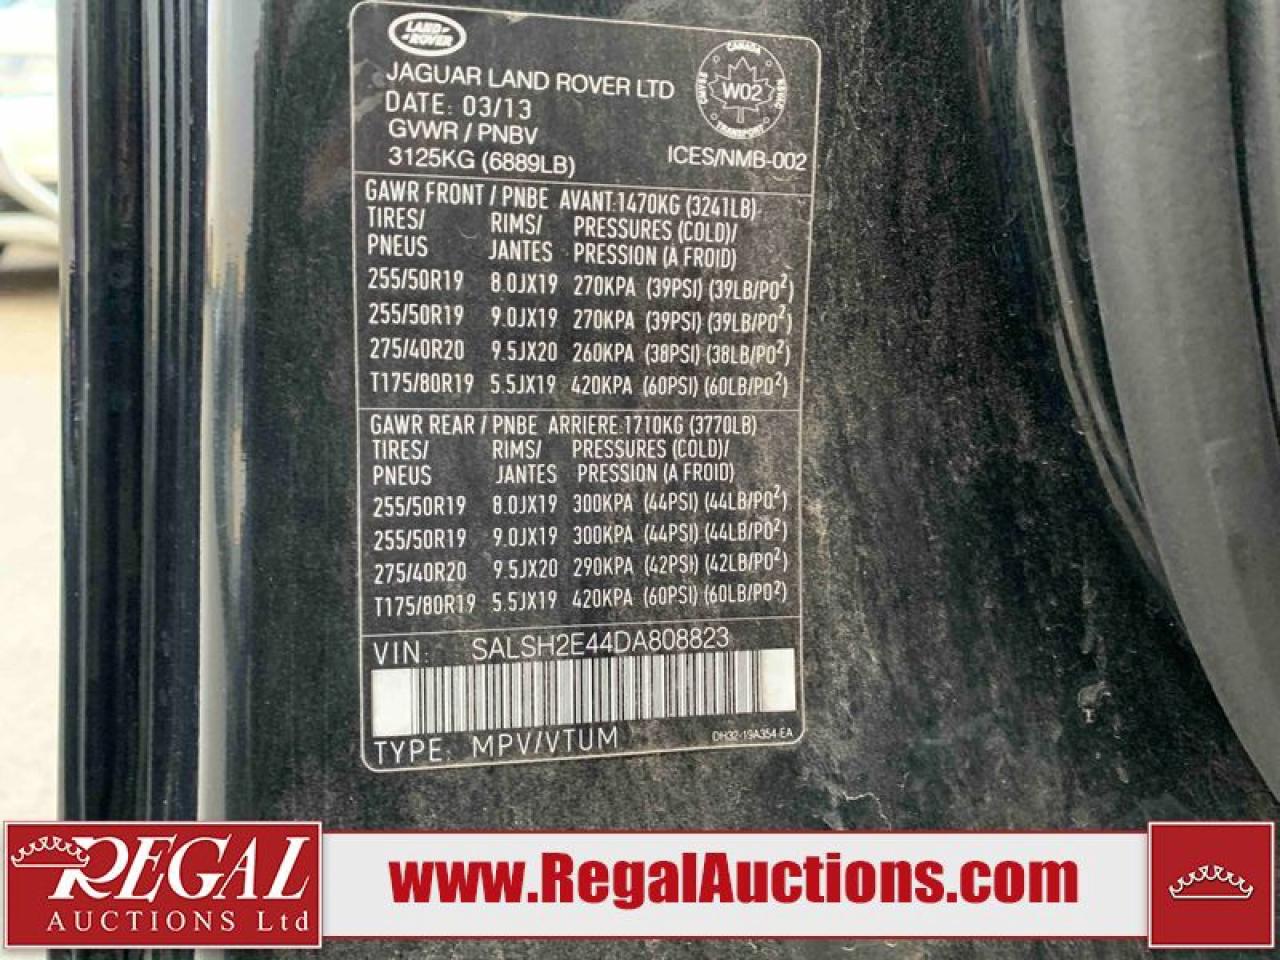 LAND ROVER
JAGUAR LAND ROVER LTD
DATE: 03/13
GVWR / PNBV
3125KG (6889LB)
CANADA
W02
TRANSPORT
ICES/NMB-002
GAWR FRONT / PNBE AVANT:1470KG (3241LB)
TIRES/ RIMS/ PRESSURES (COLD)/
PNEUS JANTES PRESSION (A FROID)
255/50R19 8.0JX19 270KPA (39PSI) (39LB/PO²)
255/50R19 9.0JX19 270KPA (39PSI) (39LB/PO²)
275/40R20 9.5JX20 260KPA (38PSI) (38LB/PO²)
T175/80R19 5.5JX19 420KPA (60PSI) (60LB/PO²)
GAWR REAR / PNBE ARRIERE:1710KG (3770LB)
TIRES/ RIMS/ PRESSURES (COLD)/
PNEUS JANTES PRESSION (A FROID)
255/50R19 8.0JX19 300KPA (44PSI) (44LB/PO²)
255/50R19 9.0JX19 300KPA (44PSI) (44LB/PO²)
275/40R20 9.5JX20 290KPA (42PSI) (42LB/PO²)
T175/80R19 5.5JX19 420KPA (60PSI) (60LB/PO²)
VIN: SALSH2E44DA808823
TYPE: MPV/VTUM
DH32-19A354-EA
REGAL
AUCTIONS Ltd
www.RegalAuctions.com